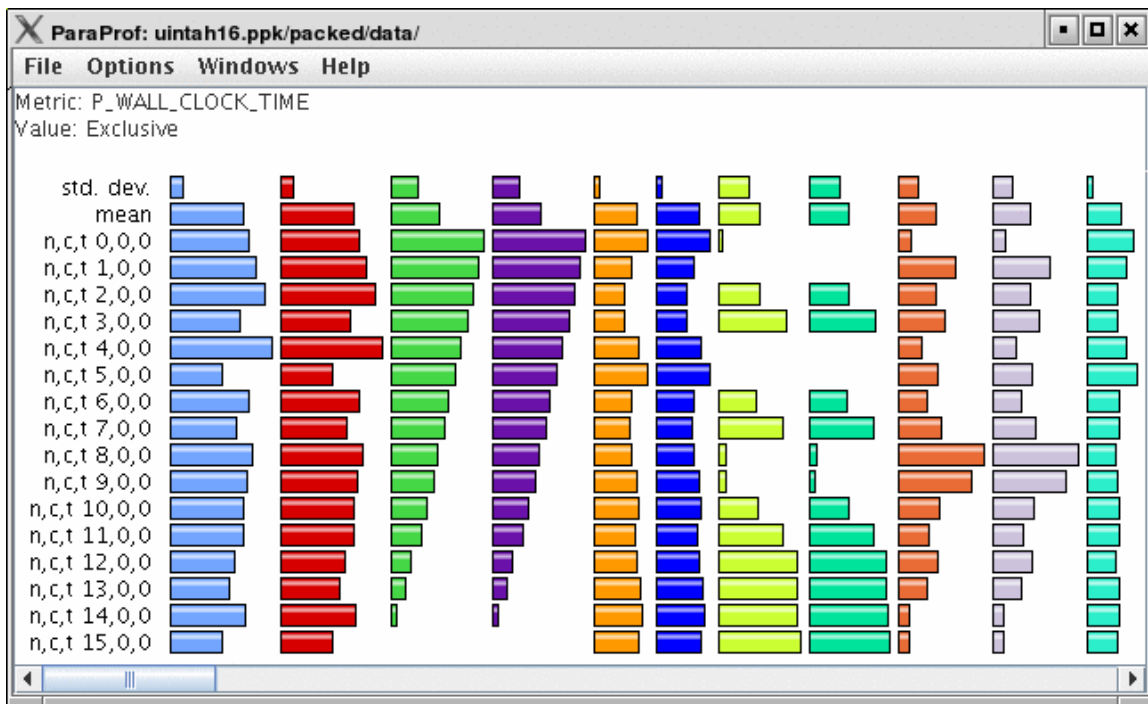 ParaProf: uintah16.ppk/packed/data/
File Options Windows Help
Metric: P_WALL_CLOCK_TIME
Value: Exclusive
std. dev.
mean
n,c,t 0,0,0
n,c,t 1,0,0
n,c,t 2,0,0
n,c,t 3,0,0
n,c,t 4,0,0
n,c,t 5,0,0
n,c,t 6,0,0
n,c,t 7,0,0
n,c,t 8,0,0
n,c,t 9,0,0
n,c,t 10,0,0
n,c,t 11,0,0
n,c,t 12,0,0
n,c,t 13,0,0
n,c,t 14,0,0
n,c,t 15,0,0